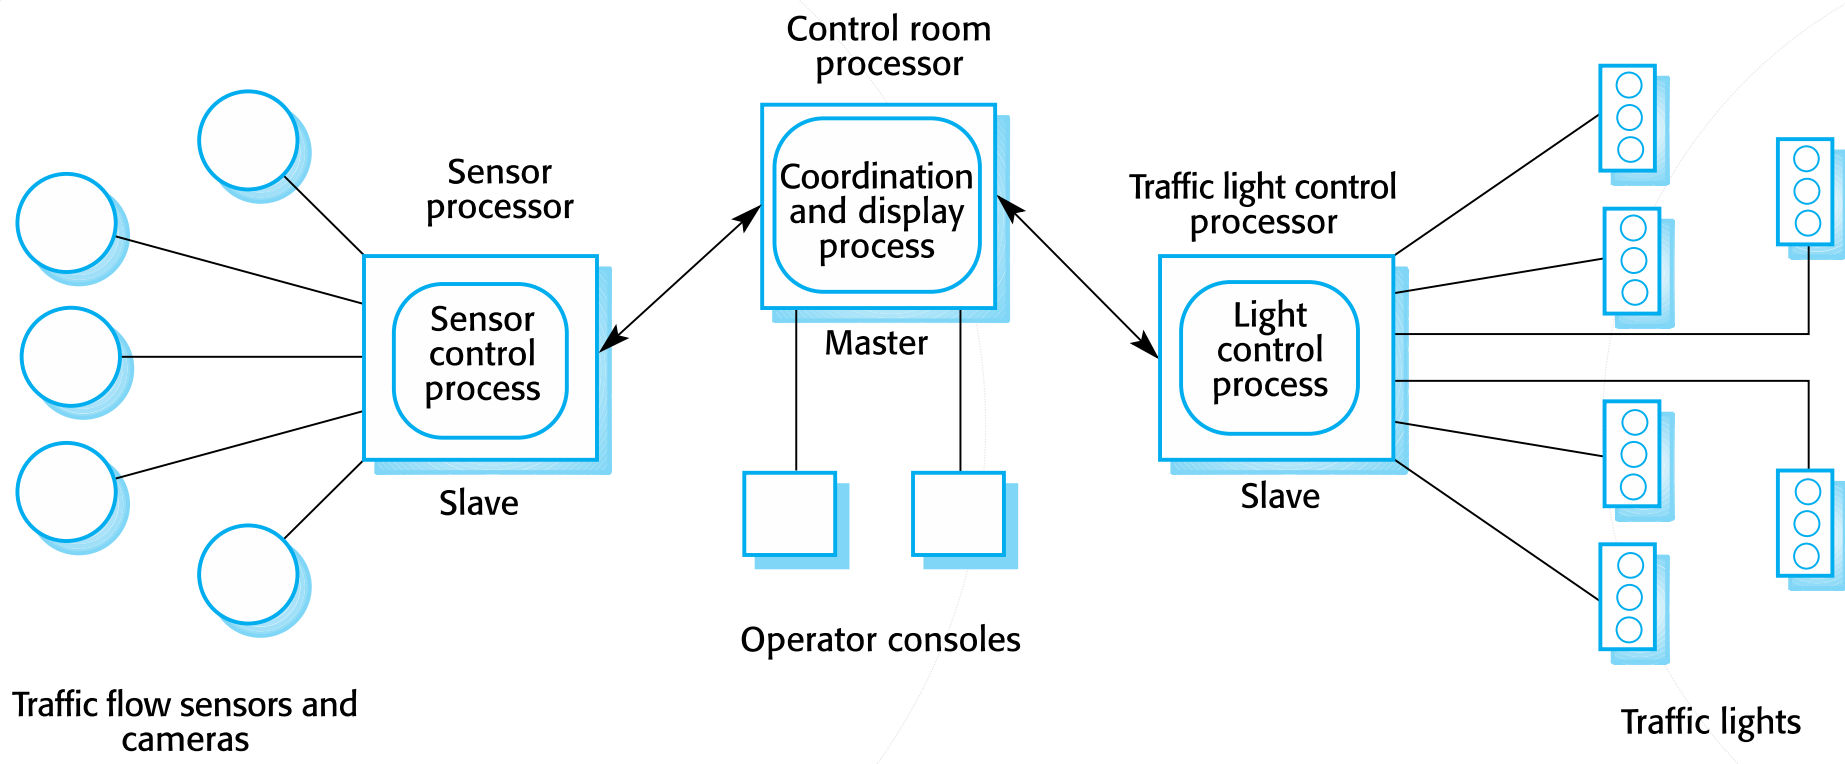 Control room
processor
Coordination
and display
process
Master
Sensor
processor
Sensor
control
process
Slave
Traffic light control
processor
Light
control
process
Slave
Operator consoles
Traffic flow sensors and
cameras
Traffic lights